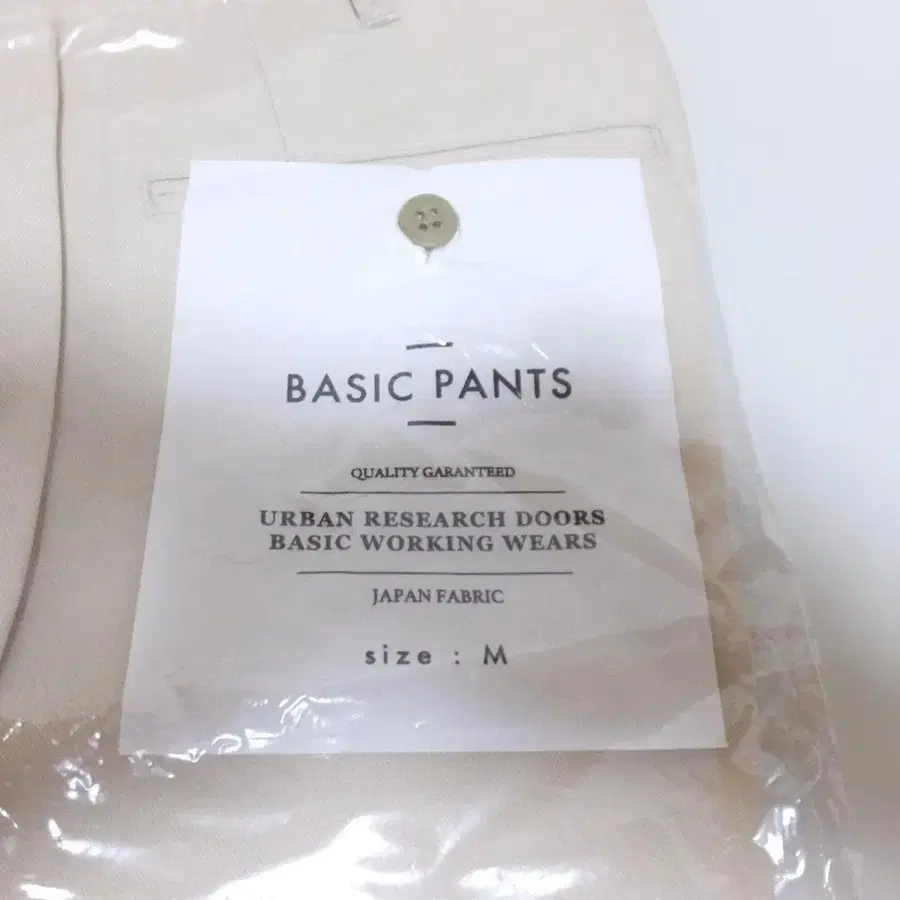 BASIC PANTS
QUALITY GARANTEED
URBAN RESEARCH DOORS
BASIC WORKING WEARS
JAPAN FABRIC
size : M